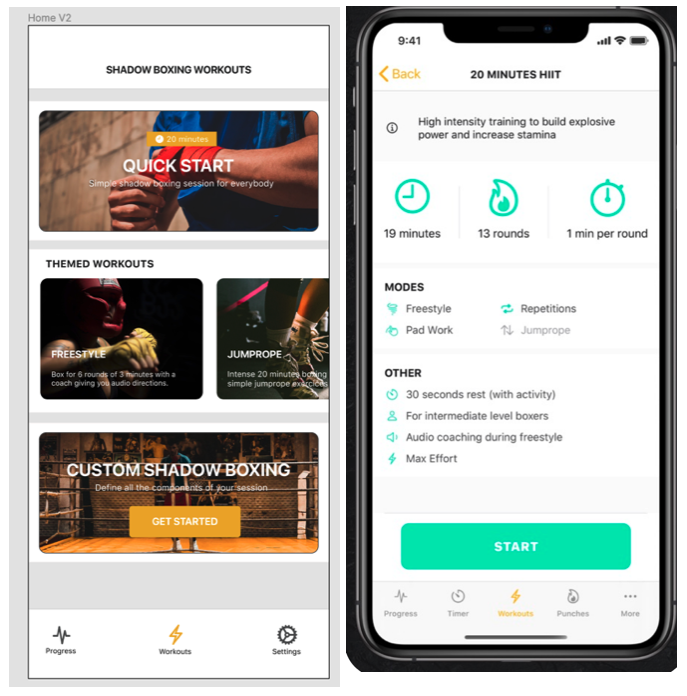 Home V2
SHADOW BOXING WORKOUTS
20 minutes
QUICK START
Simple shadow boxing session for everybody
THEMED WORKOUTS
FREESTYLE
Box for 6 rounds of 3 minutes with a
coach giving you audio directions.
JUMPROPE
Intense 20 minutes boxing
simple jumprope exercices
CUSTOM SHADOW BOXING
Define all the components of your session
GET STARTED
Progress
Workouts
Settings
9:41
Back
20 MINUTES HIIT
High intensity training to build explosive
power and increase stamina
19 minutes
13 rounds
1 min per round
MODES
Freestyle
Repetitions
Pad Work
Jumprope
OTHER
30 seconds rest (with activity)
For intermediate level boxers
Audio coaching during freestyle
Max Effort
START
Progress
Timer
Workouts
Punches
More